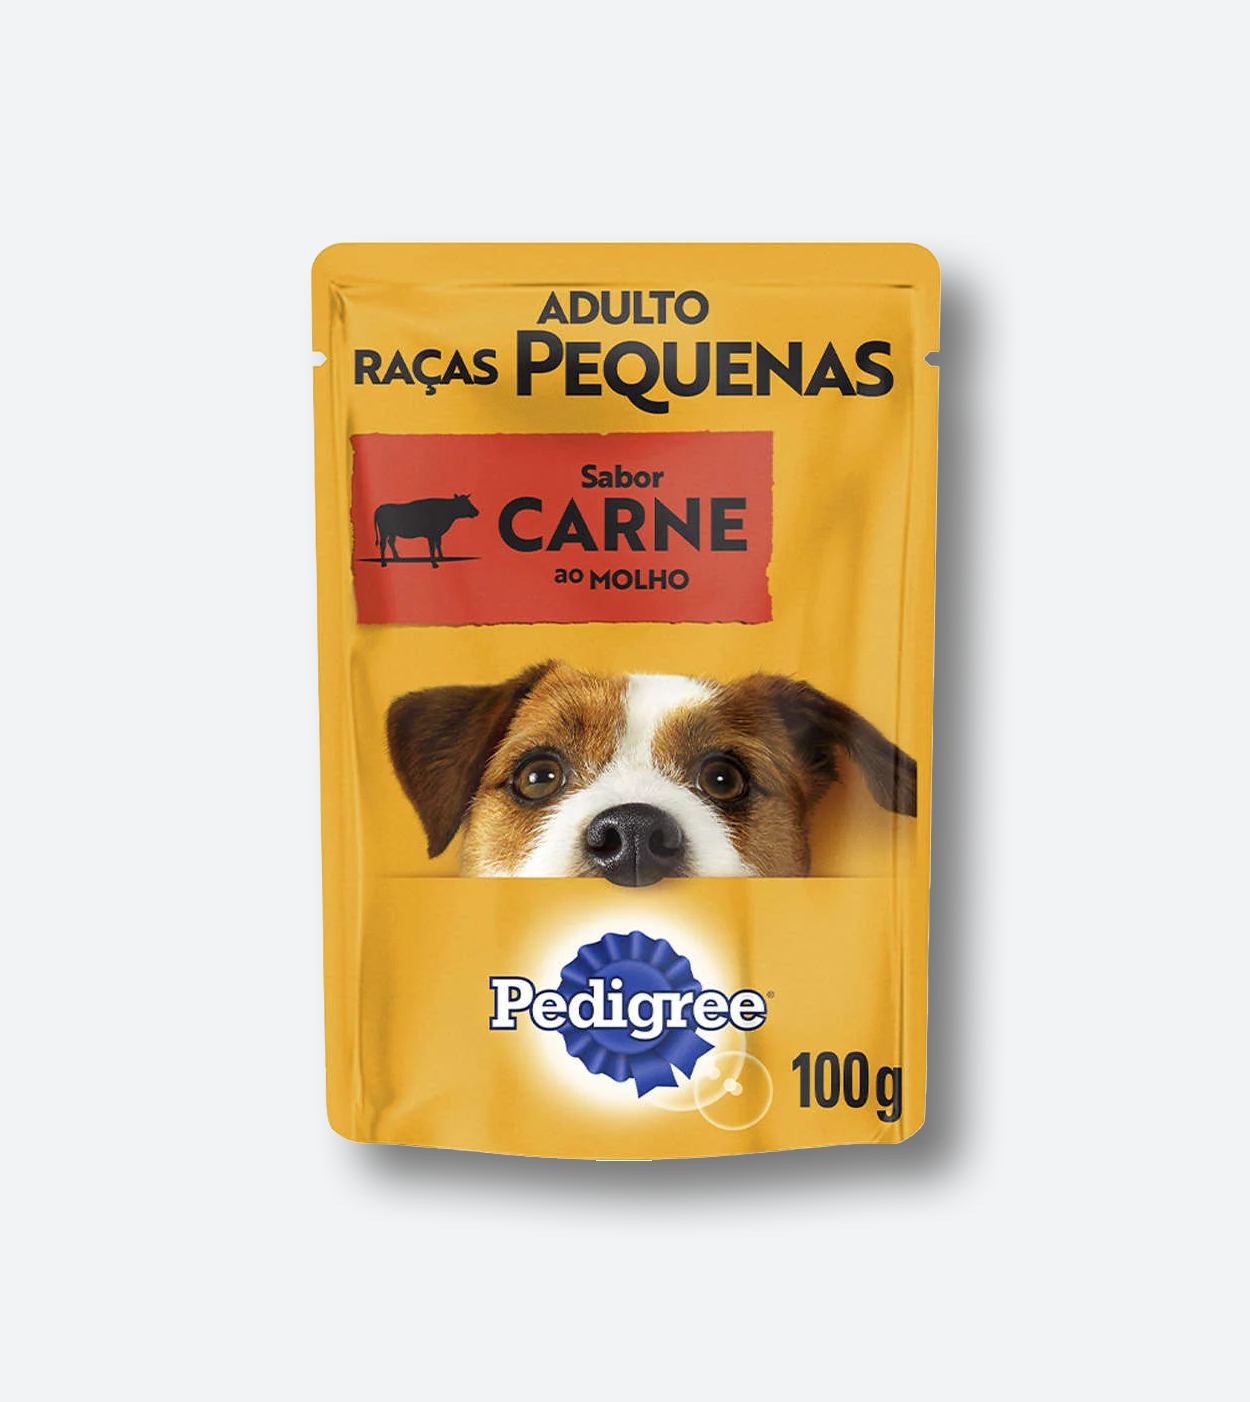 ADULTO
RAÇAS PEQUENAS
Sabor
CARNE
ao MOLHO
Pedigree®
100g